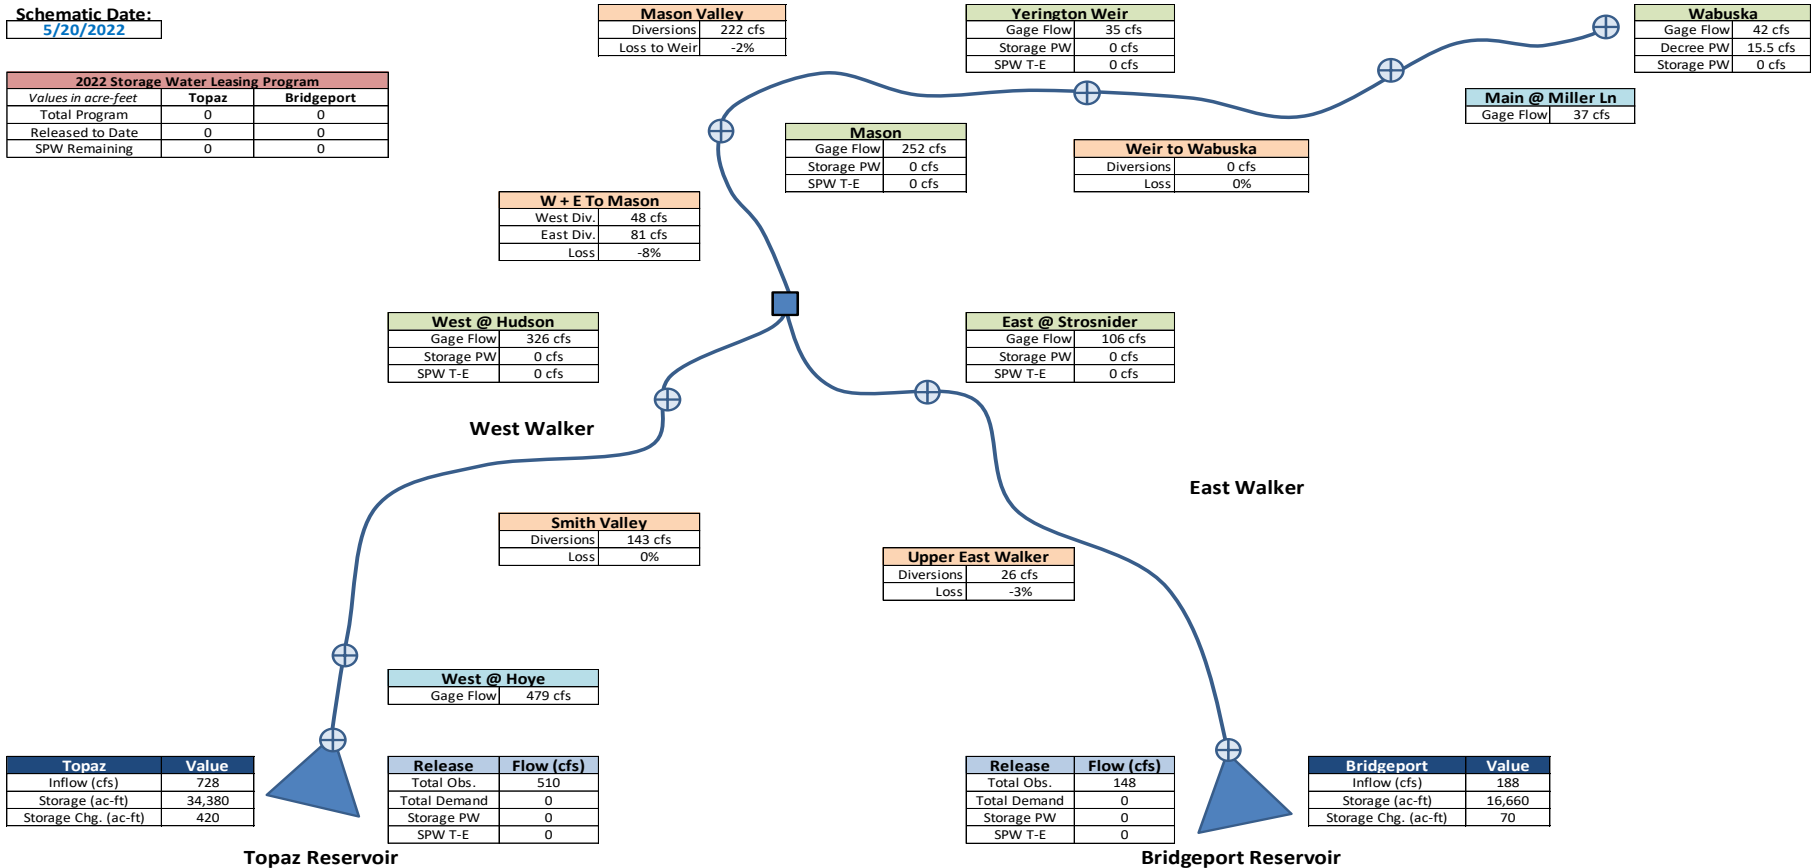 Schematic Date:
5/20/2022
2022 Storage Water Leasing Program
Values in acre-feet Topaz Bridgeport
Total Program 0 0
Released to Date 0 0
SPW Remaining 0 0
Mason Valley
Diversions 222 cfs
Loss to Weir -2%
Yerington Weir
Gage Flow 35 cfs
Storage PW 0 cfs
SPW T-E 0 cfs
Wabuska
Gage Flow 42 cfs
Decree PW 15.5 cfs
Storage PW 0 cfs
Main @ Miller Ln
Gage Flow 37 cfs
Mason
Gage Flow 252 cfs
Storage PW 0 cfs
SPW T-E 0 cfs
Weir to Wabuska
Diversions 0 cfs
Loss 0%
W + E To Mason
West Div. 48 cfs
East Div. 81 cfs
Loss -8%
West @ Hudson
Gage Flow 326 cfs
Storage PW 0 cfs
SPW T-E 0 cfs
East @ Strosnider
Gage Flow 106 cfs
Storage PW 0 cfs
SPW T-E 0 cfs
West Walker
East Walker
Smith Valley
Diversions 143 cfs
Loss 0%
Upper East Walker
Diversions 26 cfs
Loss -3%
West @ Hoye
Gage Flow 479 cfs
Topaz Value
Inflow (cfs) 728
Storage (ac-ft) 34,380
Storage Chg. (ac-ft) 420
Release Flow (cfs)
Total Obs. 510
Total Demand 0
Storage PW 0
SPW T-E 0
Topaz Reservoir
Release Flow (cfs)
Total Obs. 148
Total Demand 0
Storage PW 0
SPW T-E 0
Bridgeport Value
Inflow (cfs) 188
Storage (ac-ft) 16,660
Storage Chg. (ac-ft) 70
Bridgeport Reservoir